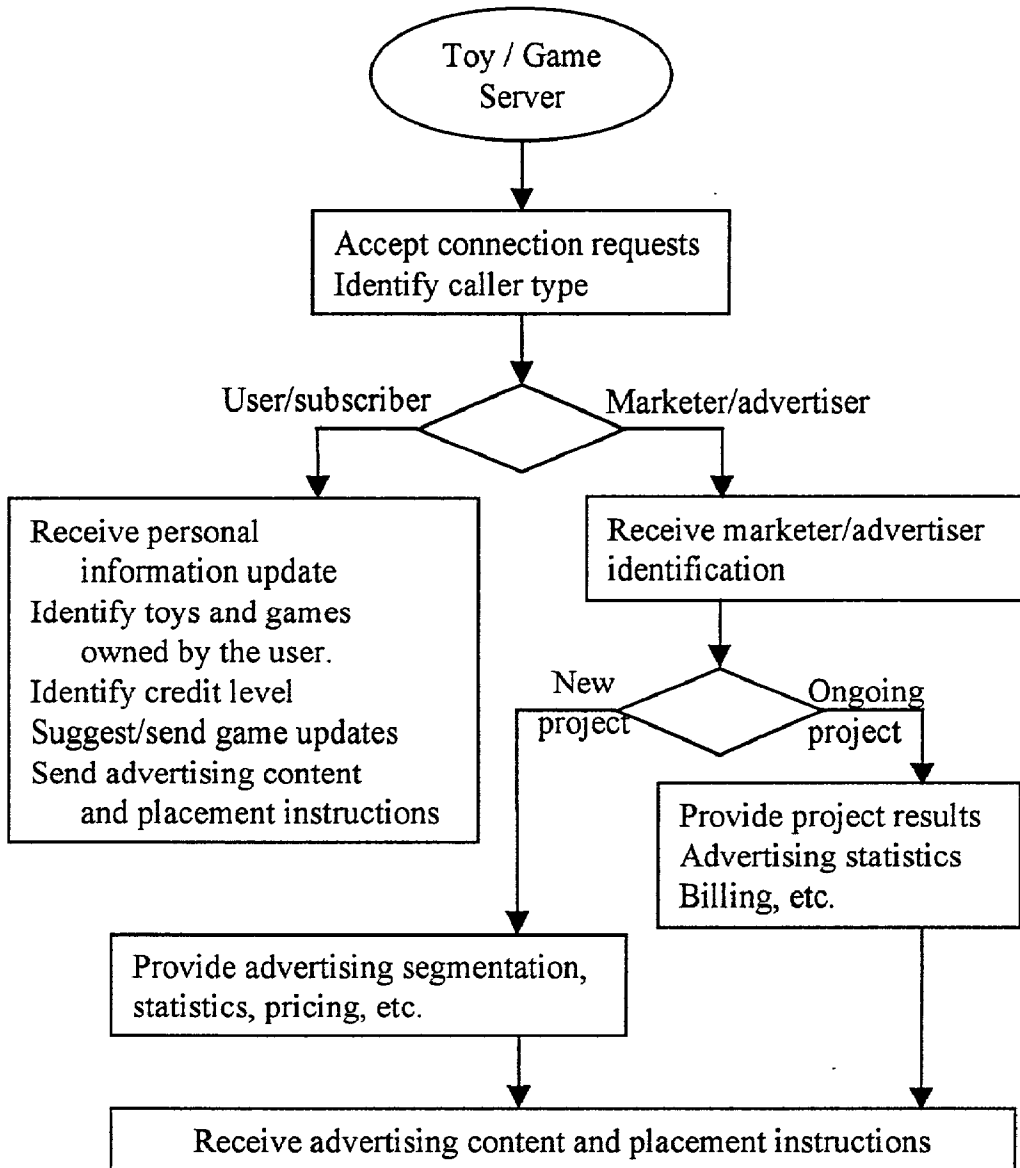 Toy / Game
Server
Accept connection requests
Identify caller type
User/subscriber
Marketer/advertiser
Receive personal
information update
Identify toys and games
owned by the user.
Identify credit level
Suggest/send game updates
Send advertising content
and placement instructions
Receive marketer/advertiser
identification
New
project
Ongoing
project
Provide project results
Advertising statistics
Billing, etc.
Provide advertising segmentation,
statistics, pricing, etc.
Receive advertising content and placement instructions